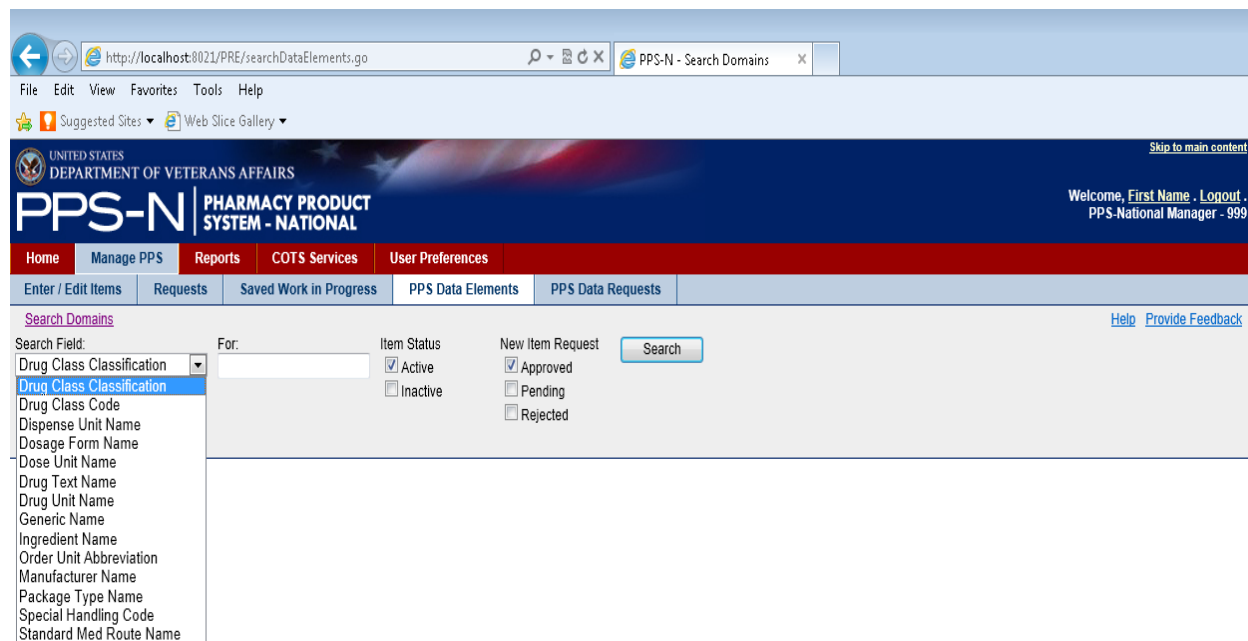 http://localhost:8021/PRE/searchDataElements.go
PPS-N - Search Domains
File Edit View Favorites Tools Help
Suggested Sites Web Slice Gallery
Skip to main content
UNITED STATES
DEPARTMENT OF VETERANS AFFAIRS
PPS-N PHARMACY PRODUCT
SYSTEM - NATIONAL
Welcome, First Name . Logout .
PPS-National Manager - 999
Home Manage PPS Reports COTS Services User Preferences
Enter / Edit Items Requests Saved Work in Progress PPS Data Elements PPS Data Requests
Search Domains Help Provide Feedback
Search Field: For: Item Status New Item Request Search
Drug Class Classification Active Approved
Drug Class Classification Inactive Pending
Drug Class Code Rejected
Dispense Unit Name
Dosage Form Name
Dose Unit Name
Drug Text Name
Drug Unit Name
Generic Name
Ingredient Name
Order Unit Abbreviation
Manufacturer Name
Package Type Name
Special Handling Code
Standard Med Route Name